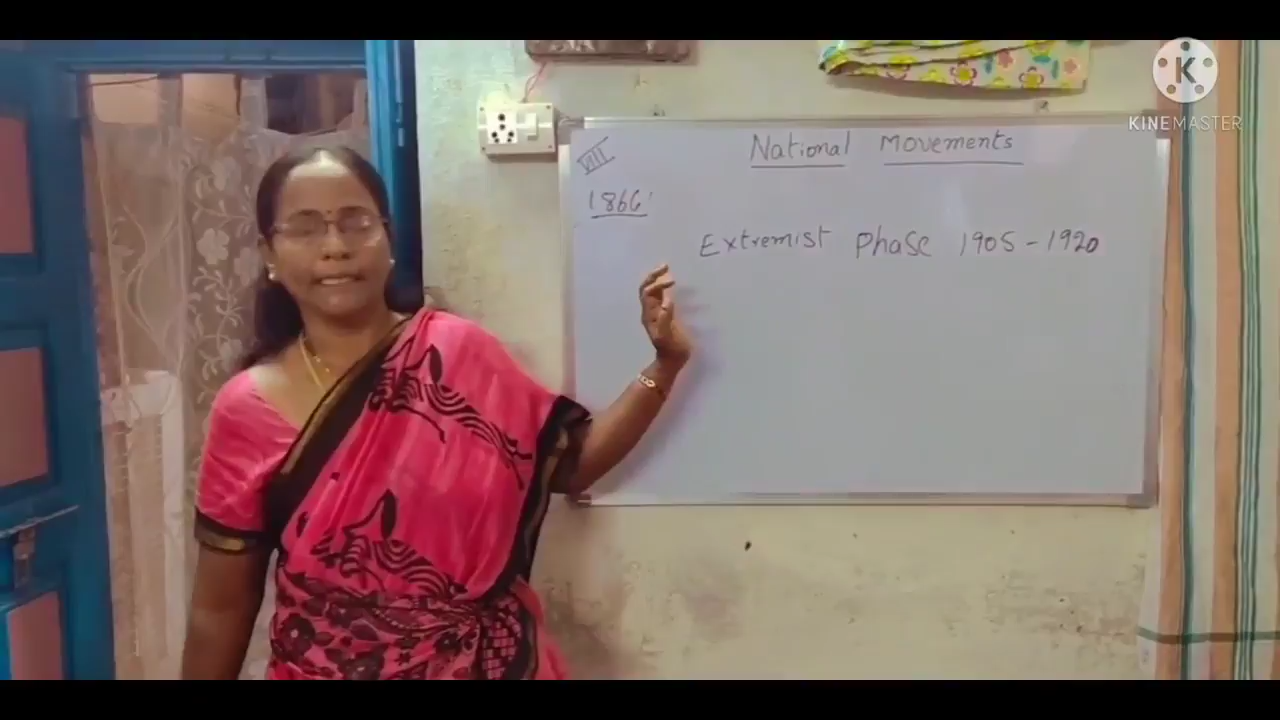 National Movements
VIII
1866
Extremist Phase 1905-1920
K
KINEMASTER